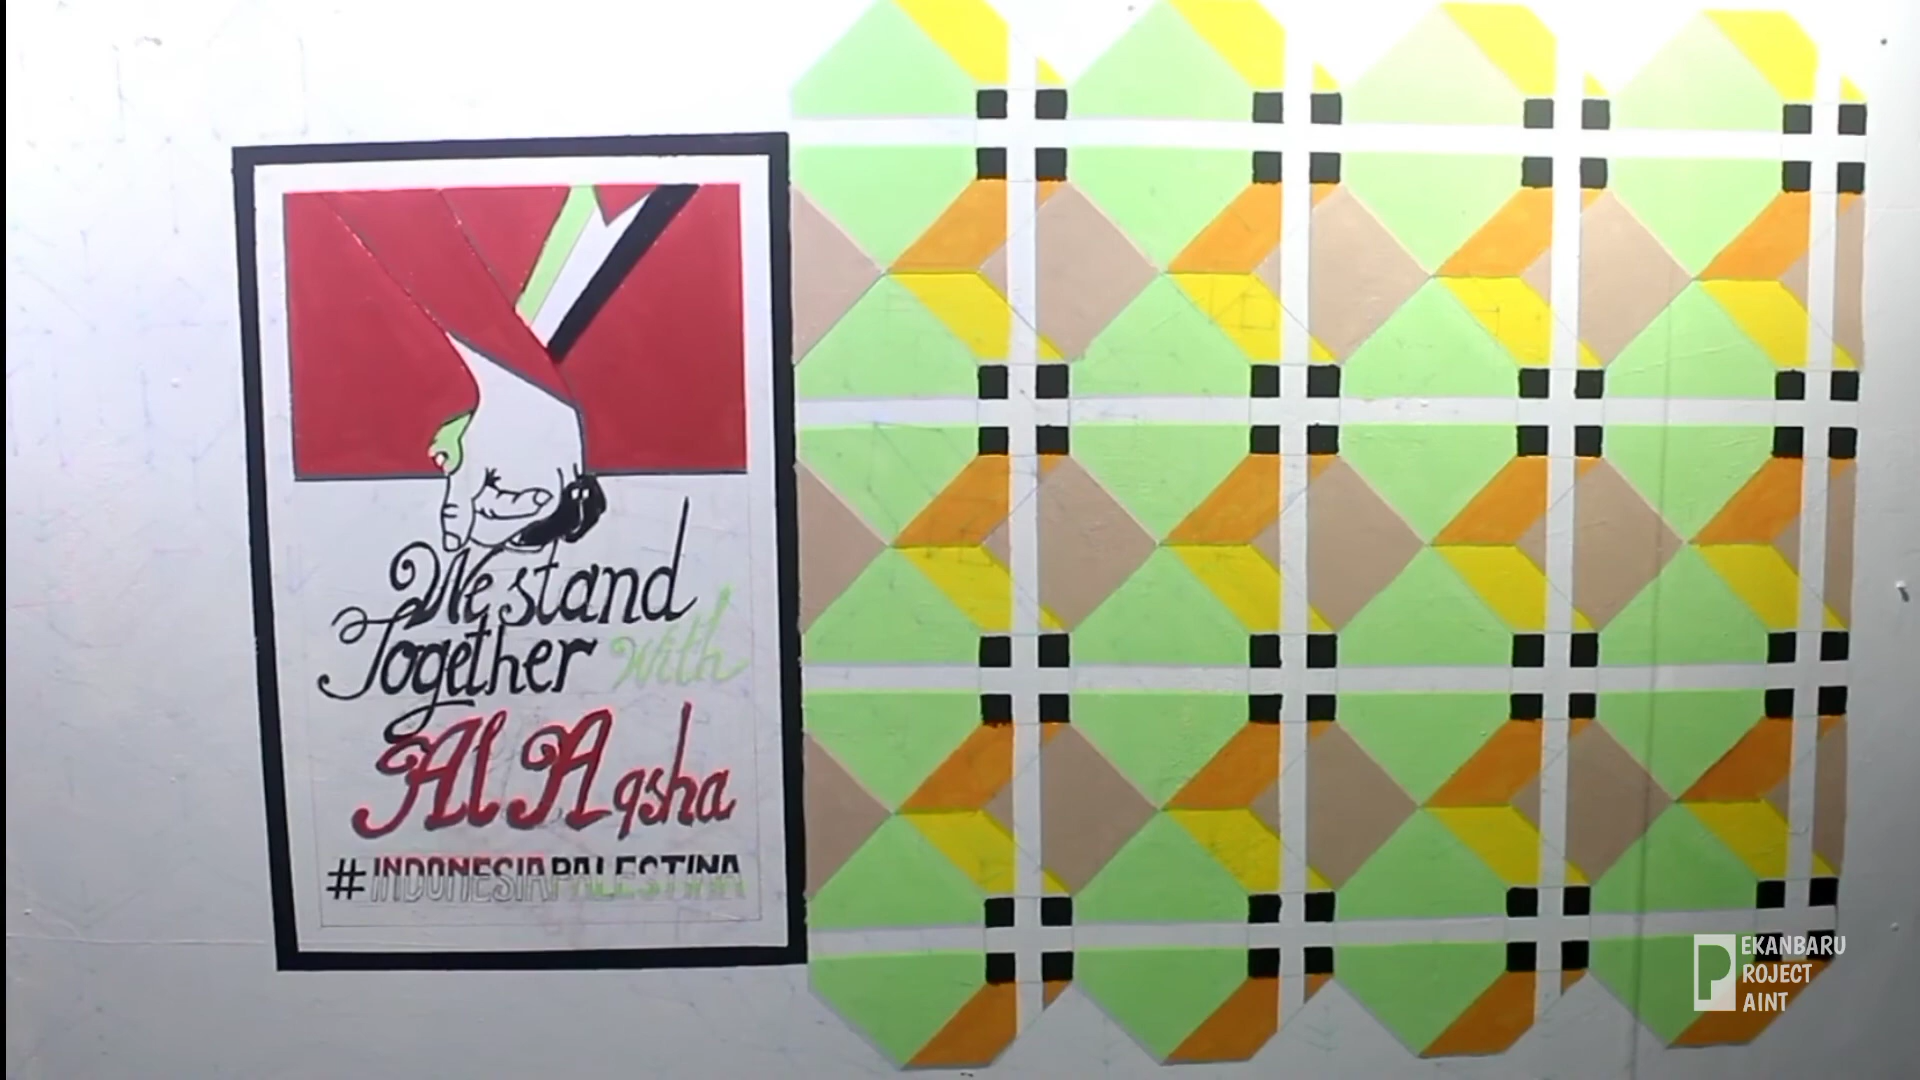 We stand
Together with
Al Aqsha
#INDONESIAPALESTINA
PEKANBARU
PROJECT
PAINT